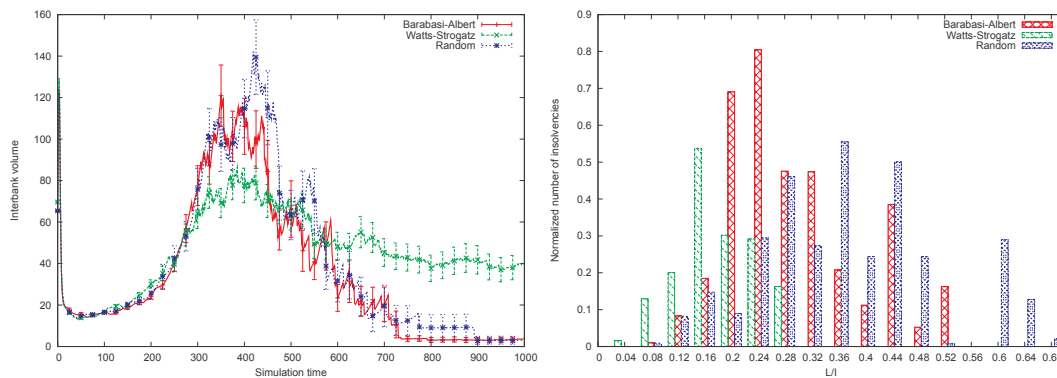 Barabasi-Albert
Watts-Strogatz
Random
Interbank volume
160
140
120
100
80
60
40
20
0
0 100 200 300 400 500 600 700 800 900 1000
Simulation time
Barabasi-Albert
Watts-Strogatz
Random
Normalized number of insolvencies
0.9
0.8
0.7
0.6
0.5
0.4
0.3
0.2
0.1
0
0.04 0.08 0.12 0.16 0.2 0.24 0.28 0.32 0.36 0.4 0.44 0.48 0.52 0.56 0.6 0.64
L/I